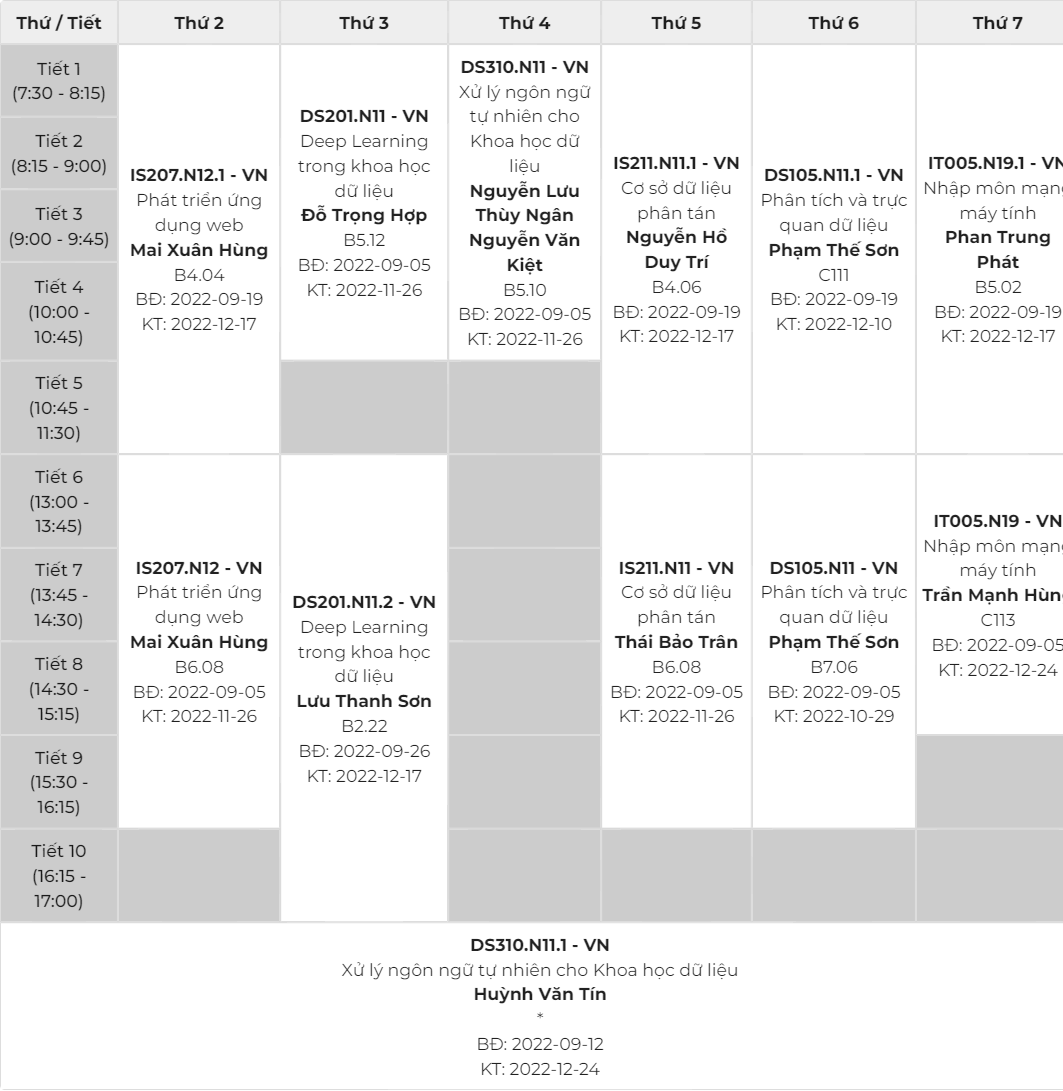 Thứ / Tiết
Thứ 2
Thứ 3
Thứ 4
Thứ 5
Thứ 6
Thứ 7
Tiết 1
(7:30 - 8:15)
Tiết 2
(8:15 - 9:00)
Tiết 3
(9:00 - 9:45)
Tiết 4
(10:00 -
10:45)
Tiết 5
(10:45 -
11:30)
IS207.N12.1 - VN
Phát triển ứng
dụng web
Mai Xuân Hùng
B4.04
BĐ: 2022-09-19
KT: 2022-12-17
DS201.N11 - VN
Deep Learning
trong khoa học
dữ liệu
Đỗ Trọng Hợp
B5.12
BĐ: 2022-09-05
KT: 2022-11-26
DS310.N11 - VN
Xử lý ngôn ngữ
tự nhiên cho
Khoa học dữ
liệu
Nguyễn Lưu
Thùy Ngân
Nguyễn Văn
Kiệt
B5.10
BĐ: 2022-09-05
KT: 2022-11-26
IS211.N11.1 - VN
Cơ sở dữ liệu
phân tán
Nguyễn Hồ
Duy Trí
B4.06
BĐ: 2022-09-19
KT: 2022-12-17
DS105.N11.1 - VN
Phân tích và trực
quan dữ liệu
Phạm Thế Sơn
C111
BĐ: 2022-09-19
KT: 2022-12-10
IT005.N19.1 - VN
Nhập môn mạng
máy tính
Phan Trung
Phát
B5.02
BĐ: 2022-09-19
KT: 2022-12-17
Tiết 6
(13:00 -
13:45)
Tiết 7
(13:45 -
14:30)
Tiết 8
(14:30 -
15:15)
Tiết 9
(15:30 -
16:15)
Tiết 10
(16:15 -
17:00)
IS207.N12 - VN
Phát triển ứng
dụng web
Mai Xuân Hùng
B6.08
BĐ: 2022-09-05
KT: 2022-11-26
DS201.N11.2 - VN
Deep Learning
trong khoa học
dữ liệu
Lưu Thanh Sơn
B2.22
BĐ: 2022-09-26
KT: 2022-12-17
IS211.N11 - VN
Cơ sở dữ liệu
phân tán
Thái Bảo Trân
B6.08
BĐ: 2022-09-05
KT: 2022-11-26
DS105.N11 - VN
Phân tích và trực
quan dữ liệu
Phạm Thế Sơn
B7.06
BĐ: 2022-09-05
KT: 2022-10-29
IT005.N19 - VN
Nhập môn mạng
máy tính
Trần Mạnh Hùng
C113
BĐ: 2022-09-05
KT: 2022-12-24
DS310.N11.1 - VN
Xử lý ngôn ngữ tự nhiên cho Khoa học dữ liệu
Huỳnh Văn Tín
*
BĐ: 2022-09-12
KT: 2022-12-24